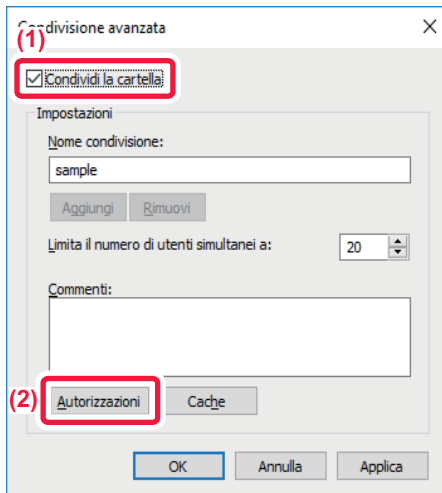 Condivisione avanzata
(1)
Condividi la cartella
Impostazioni
Nome condivisione:
sample
Aggiungi Rimuovi
Limita il numero di utenti simultanei a: 20
Commenti:
(2) Autorizzazioni Cache
OK Annulla Applica